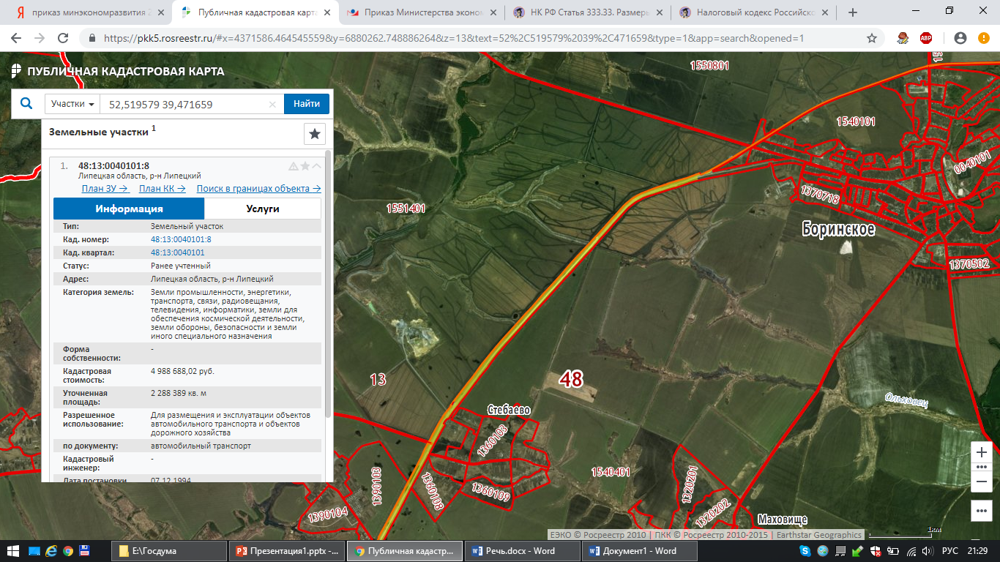 приказ минэкономразвития 2
Публичная кадастровая карта
Приказ Министерства эконом
НК РФ Статья 333.33. Размеры
Налоговый кодекс Российско
https://pkk5.rosreestr.ru/#x=4371586.464545559&y=6880262.748886264&z=13&text=52%2C519579%2039%2C471659&type=1&app=search&opened=1
ABP
ПУБЛИЧНАЯ КАДАСТРОВАЯ КАРТА
Участки
52,519579 39,471659
Найти
Земельные участки 1
1. 48:13:0040101:8
Липецкая область, р-н Липецкий
План ЗУ → План КК → Поиск в границах объекта →
Информация Услуги
Тип: Земельный участок
Кад. номер: 48:13:0040101:8
Кад. квартал: 48:13:0040101
Статус: Ранее учтенный
Адрес: Липецкая область, р-н Липецкий
Категория земель: Земли промышленности, энергетики,
транспорта, связи, радиовещания,
телевидения, информатики, земли для
обеспечения космической деятельности,
земли обороны, безопасности и земли
иного специального назначения
Форма
собственности: -
Кадастровая
стоимость: 4 988 688,02 руб.
Уточненная
площадь: 2 288 389 кв. м
Разрешенное
использование: Для размещения и эксплуатации объектов
автомобильного транспорта и объектов
дорожного хозяйства
по документу: автомобильный транспорт
Кадастровый
инженер: -
Дата постановки 07.12.1994
1550801
1540101
0040101
1370718
1551401
Боринское
1370502
13
48
Ольховец
Стебаево
1360103
1540401
1390103
1360108
1360109
1320201
1390104
1320202
Маховище
1км
ЕЭКО © Росреестр 2010 | ПКК © Росреестр 2010-2015 | Earthstar Geographics
E:\Госдума
Презентация1.pptx -...
Публичная кадастр...
Речь.docx - Word
Документ1 - Word
РУС
21:29